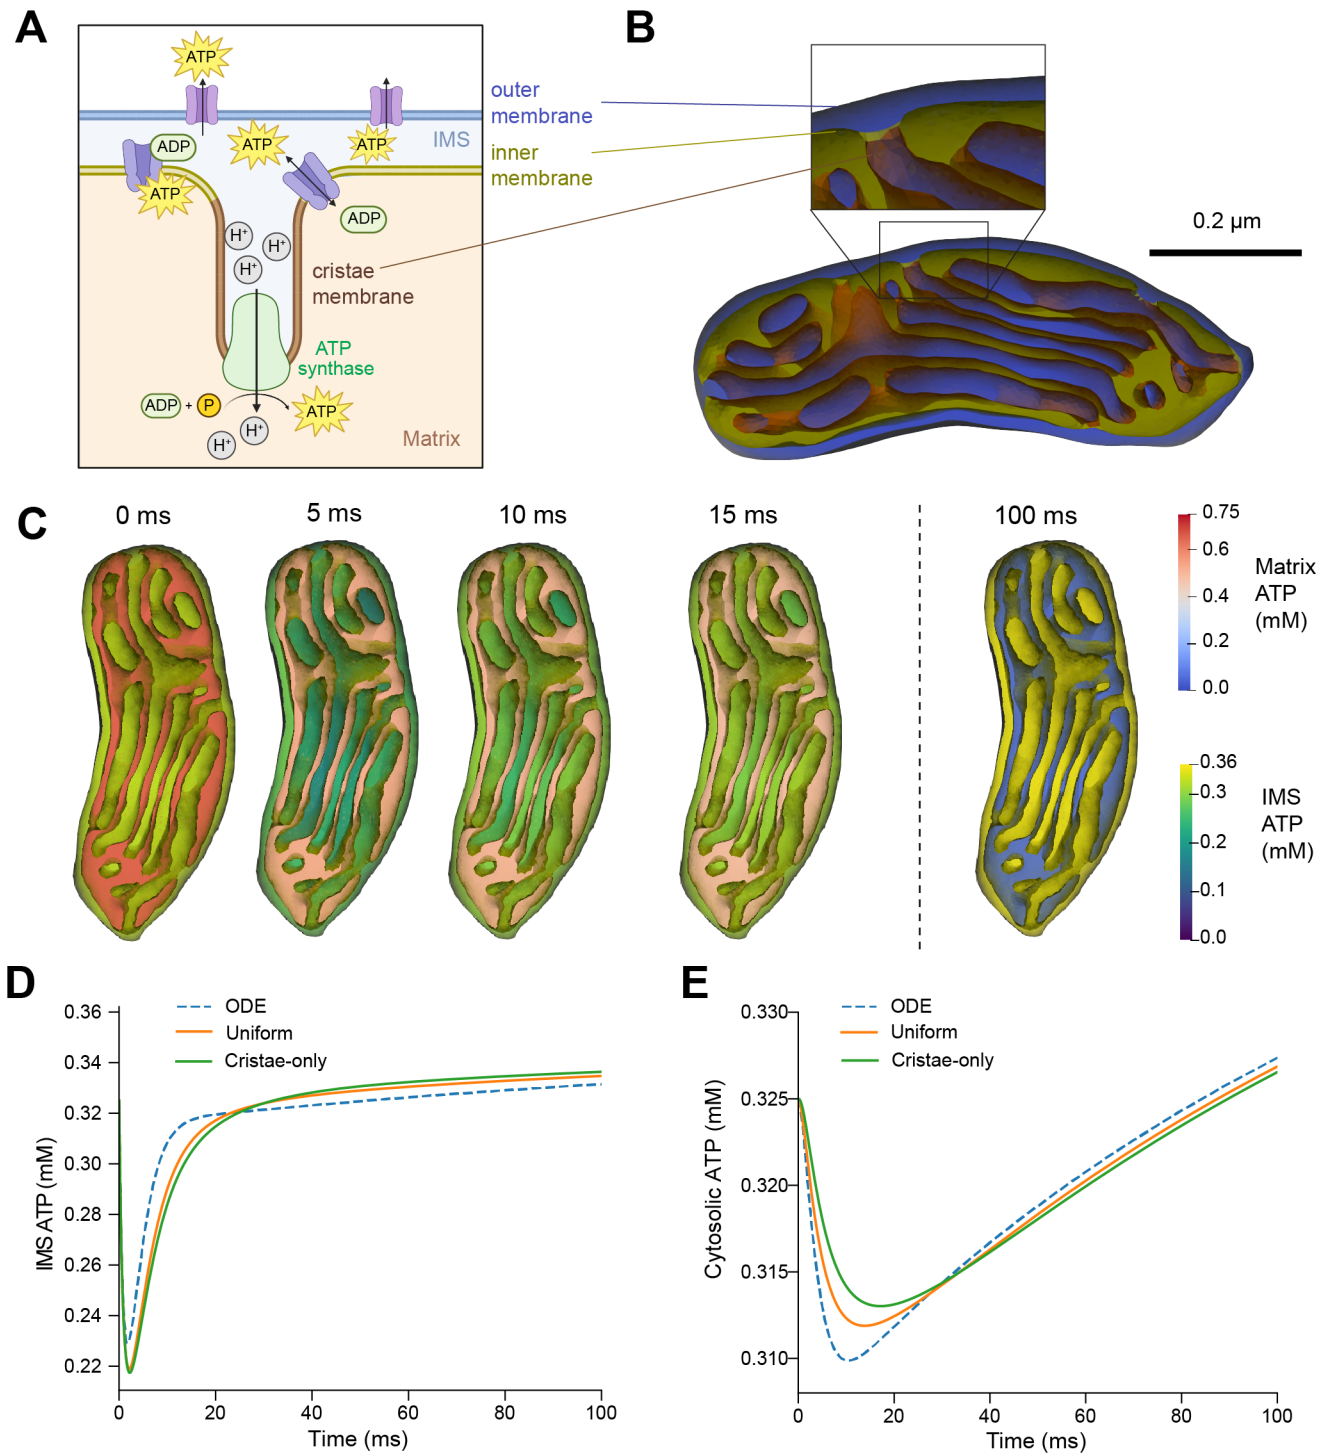 A
ATP
ADP
ATP
ATP
IMS
ATP
ADP
H+
H+
H+
cristae
membrane
ATP
synthase
ADP + P
ATP
H+
H+
Matrix
outer
membrane
inner
membrane
B
0.2 µm
C
0 ms
5 ms
10 ms
15 ms
100 ms
0.75
0.6
0.4
0.2
0.0
Matrix
ATP
(mM)
0.36
0.3
0.2
0.1
0.0
IMS
ATP
(mM)
D
ODE
Uniform
Cristae-only
IMS ATP (mM)
0.36
0.34
0.32
0.30
0.28
0.26
0.24
0.22
0 20 40 60 80 100
Time (ms)
E
ODE
Uniform
Cristae-only
Cytosolic ATP (mM)
0.330
0.325
0.320
0.315
0.310
0 20 40 60 80 100
Time (ms)